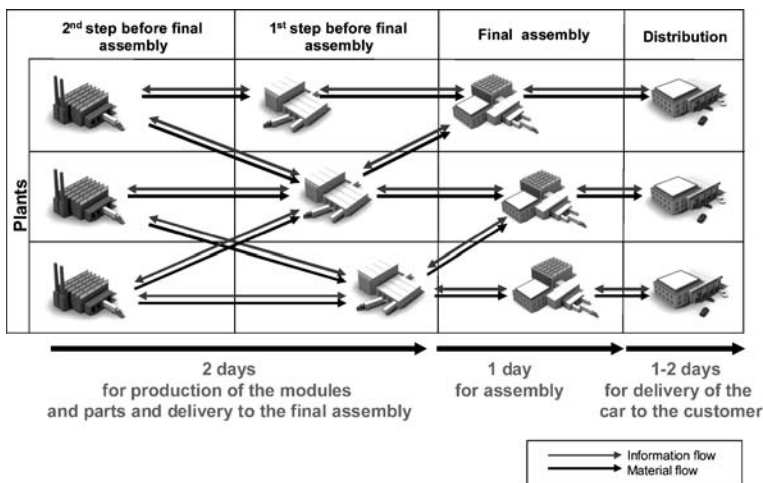 2nd step before final
assembly
1st step before final
assembly
Final assembly
Distribution
Plants
2 days
for production of the modules
and parts and delivery to the final assembly
1 day
for assembly
1-2 days
for delivery of the
car to the customer
Information flow
Material flow